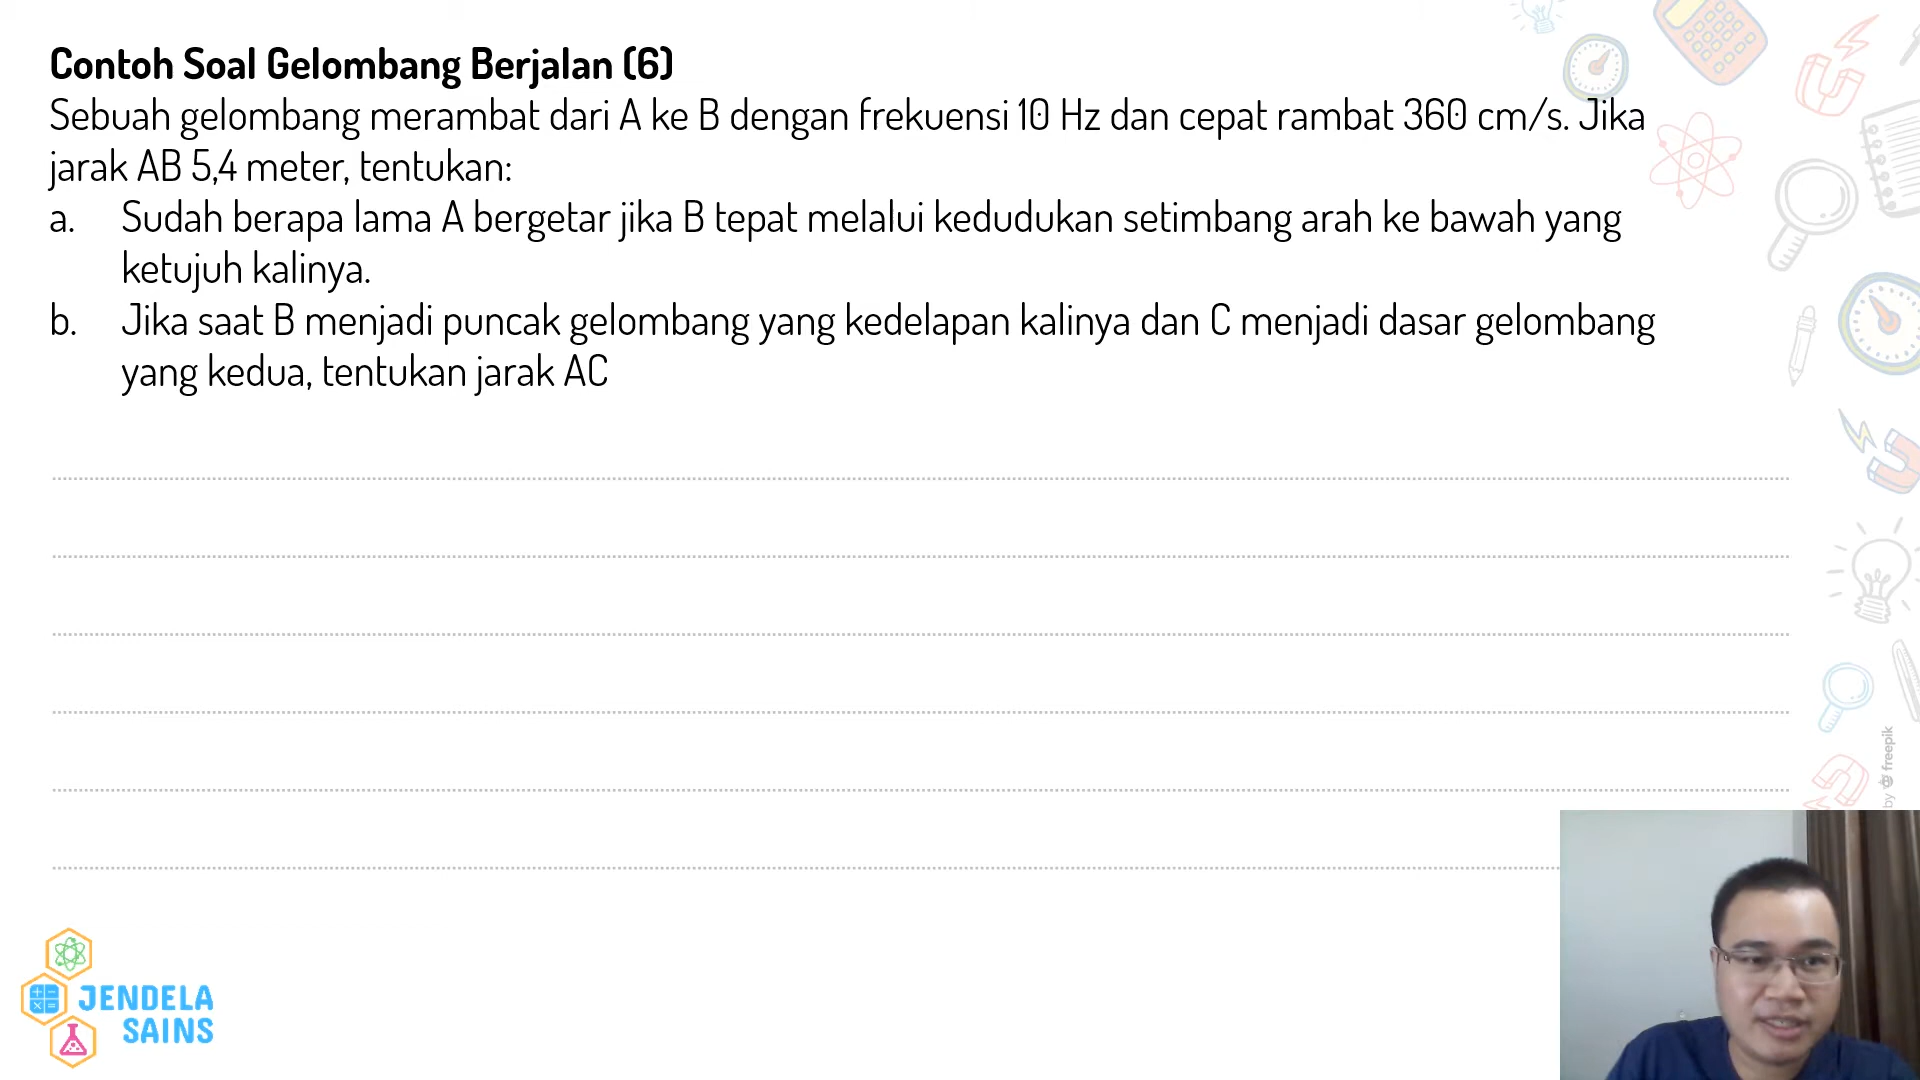 Contoh Soal Gelombang Berjalan (6)
Sebuah gelombang merambat dari A ke B dengan frekuensi 10 Hz dan cepat rambat 360 cm/s. Jika
jarak AB 5,4 meter, tentukan:
a. Sudah berapa lama A bergetar jika B tepat melalui kedudukan setimbang arah ke bawah yang
ketujuh kalinya.
b. Jika saat B menjadi puncak gelombang yang kedelapan kalinya dan C menjadi dasar gelombang
yang kedua, tentukan jarak AC
by freepik
JENDELA
SAINS